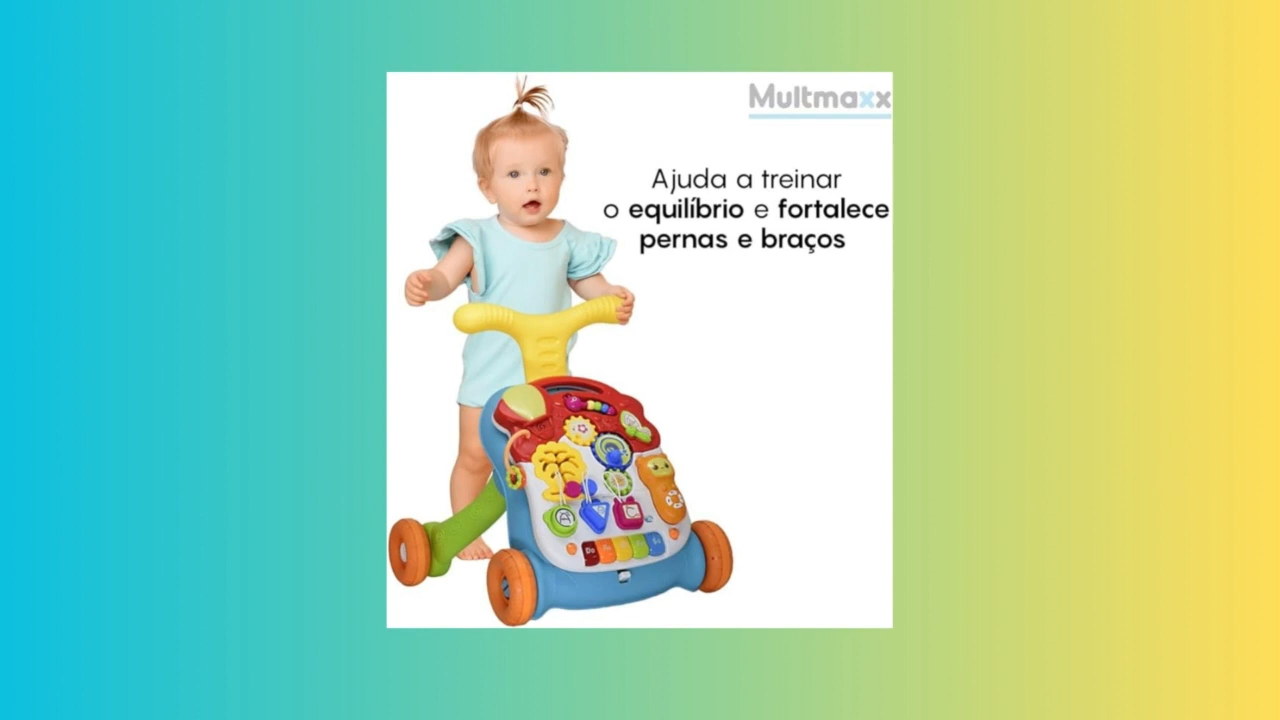 Multmaxx
Ajuda a treinar
o equilíbrio e fortalece
pernas e braços